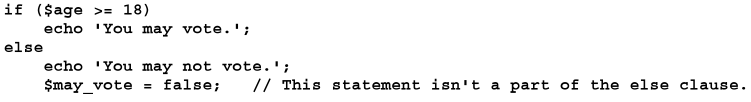 if ($age >= 18)
    echo 'You may vote.';
else
    echo 'You may not vote.';
    $may_vote = false;   // This statement isn't a part of the else clause.